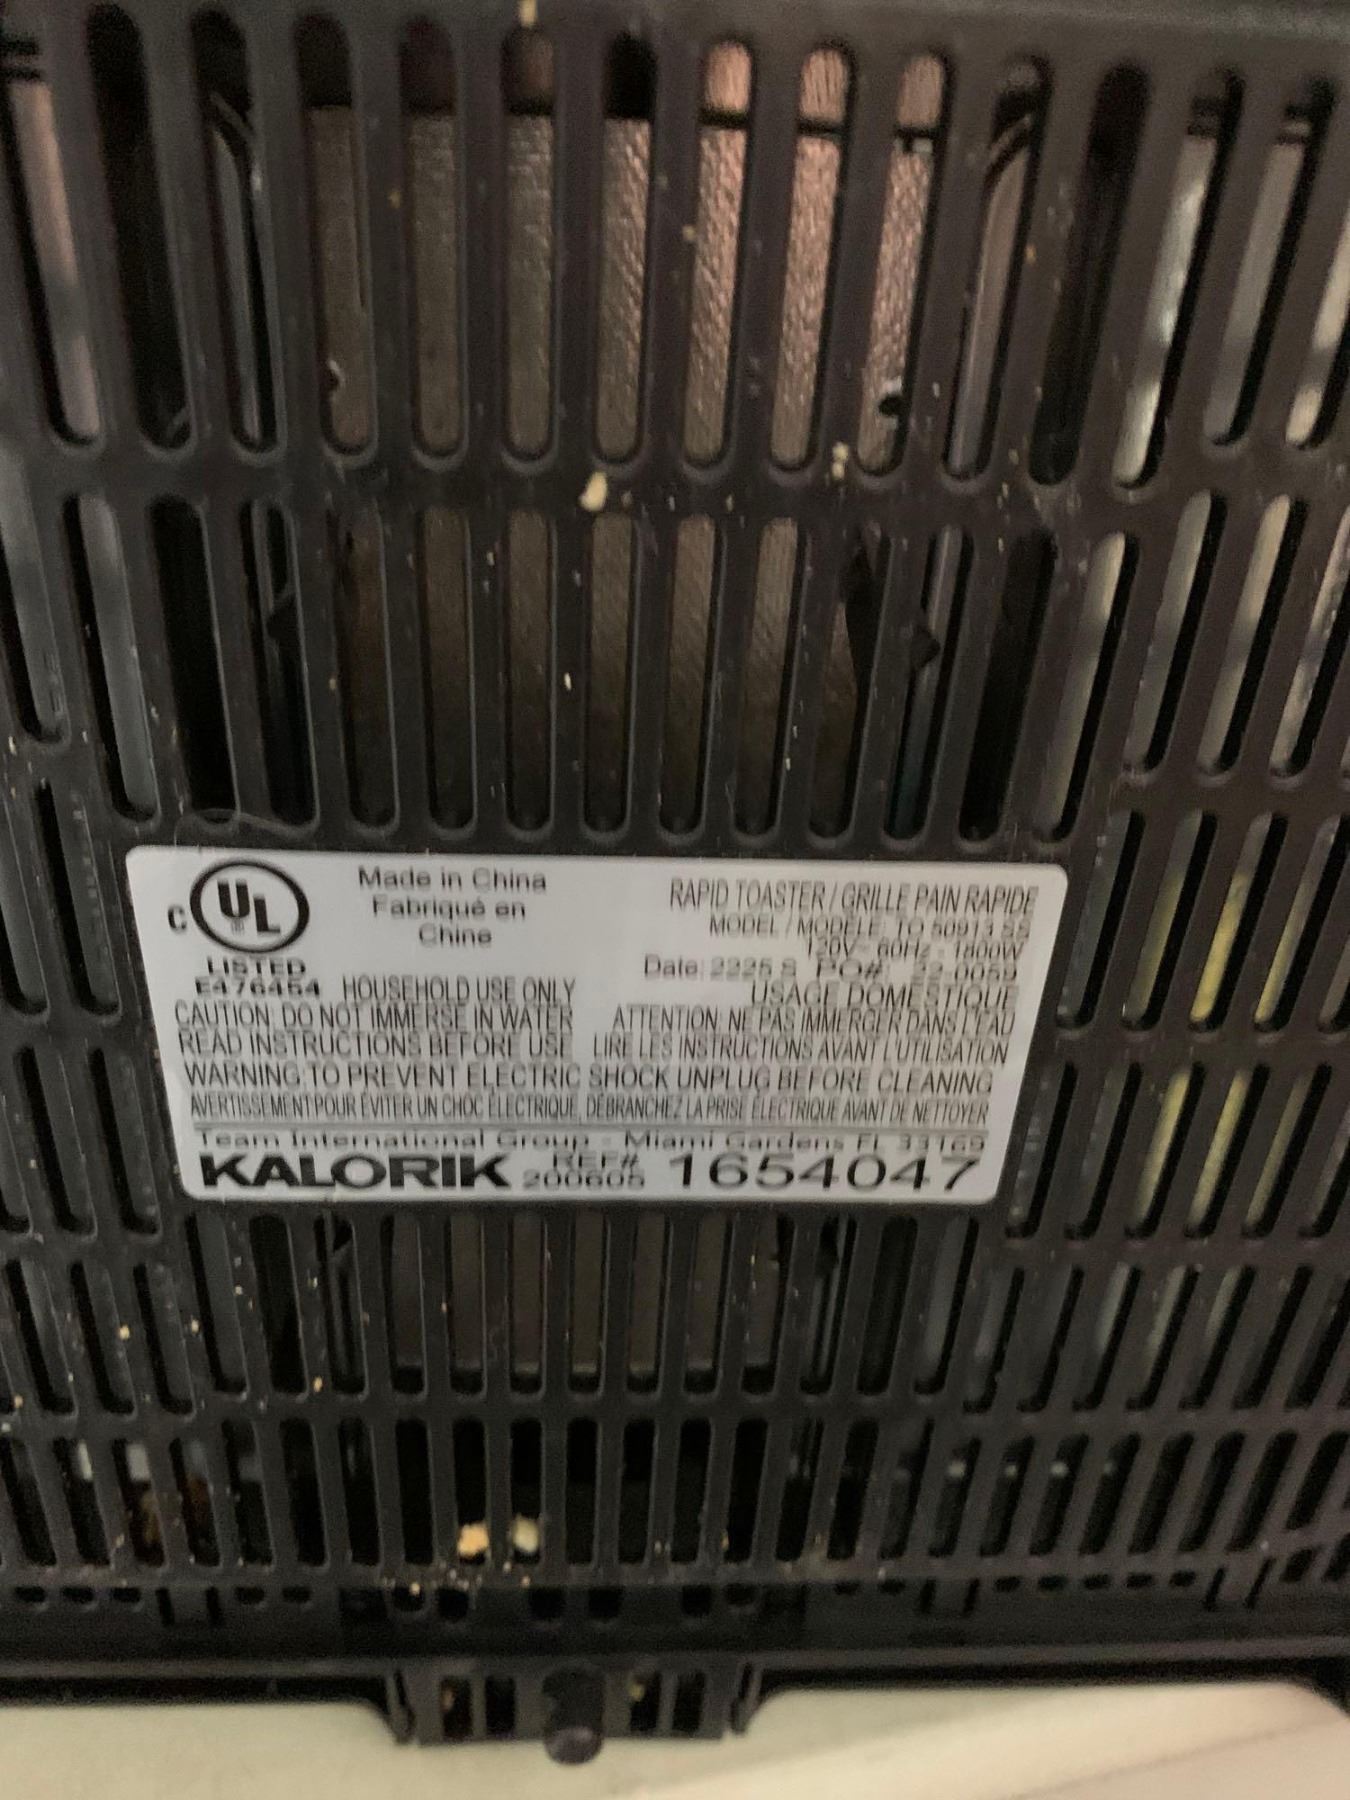 C UL
LISTED
E476454
Made in China
Fabriqué en
Chine
RAPID TOASTER / GRILLE PAIN RAPIDE
MODEL / MODÈLE: TO 50913 SS
120V~ 60Hz - 1800W
Date: 2225 S PO#: 22-0059
HOUSEHOLD USE ONLY
USAGE DOMESTIQUE
CAUTION: DO NOT IMMERSE IN WATER
ATTENTION: NE PAS IMMERGER DANS L'EAU
READ INSTRUCTIONS BEFORE USE
LIRE LES INSTRUCTIONS AVANT L'UTILISATION
WARNING: TO PREVENT ELECTRIC SHOCK UNPLUG BEFORE CLEANING
AVERTISSEMENT:POUR ÉVITER UN CHOC ÉLECTRIQUE, DÉBRANCHEZ LA PRISE ÉLECTRIQUE AVANT DE NETTOYER
Team International Group - Miami Gardens FL 33169
KALORIK REF# 200605 1654047